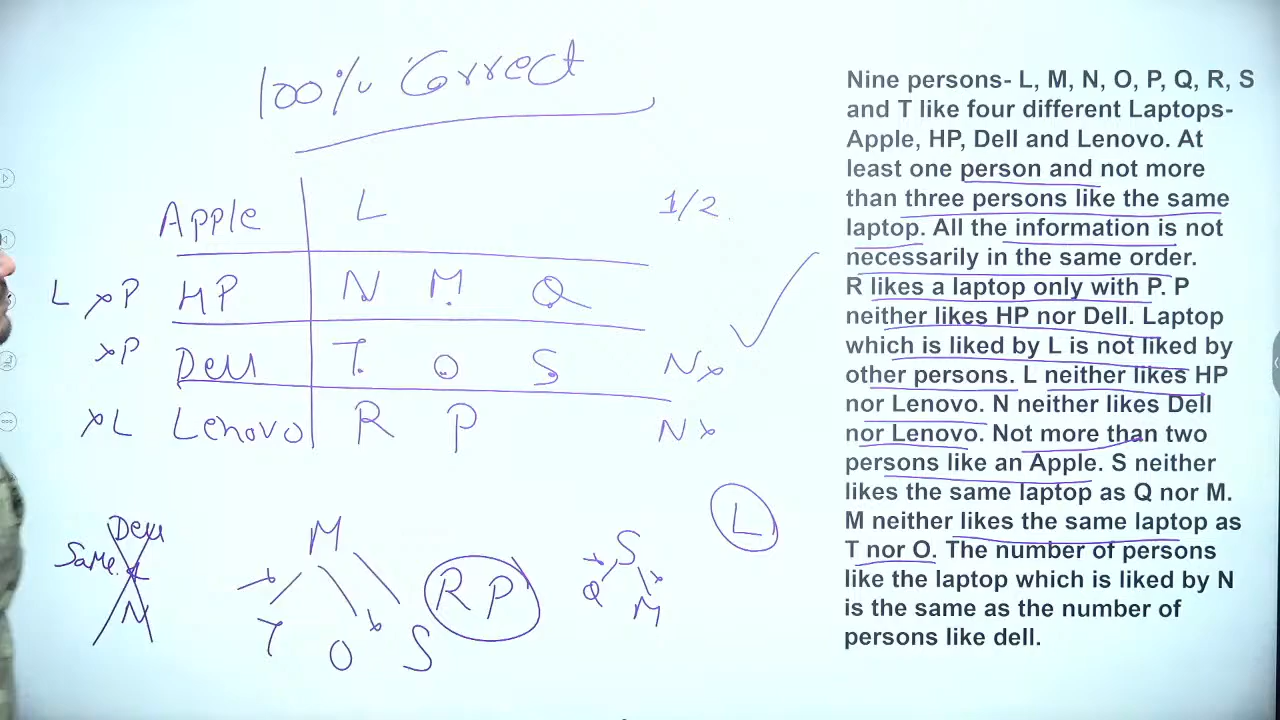 100% Correct
Apple L 1/2.
L xP HP N M Q
xP Dell T O S Nx
xL Lenovo R P Nx
L
Dell
Same
N
M
T O S
R P
S
Q M
Nine persons- L, M, N, O, P, Q, R, S
and T like four different Laptops-
Apple, HP, Dell and Lenovo. At
least one person and not more
than three persons like the same
laptop. All the information is not
necessarily in the same order.
R likes a laptop only with P. P
neither likes HP nor Dell. Laptop
which is liked by L is not liked by
other persons. L neither likes HP
nor Lenovo. N neither likes Dell
nor Lenovo. Not more than two
persons like an Apple. S neither
likes the same laptop as Q nor M.
M neither likes the same laptop as
T nor O. The number of persons
like the laptop which is liked by N
is the same as the number of
persons like dell.